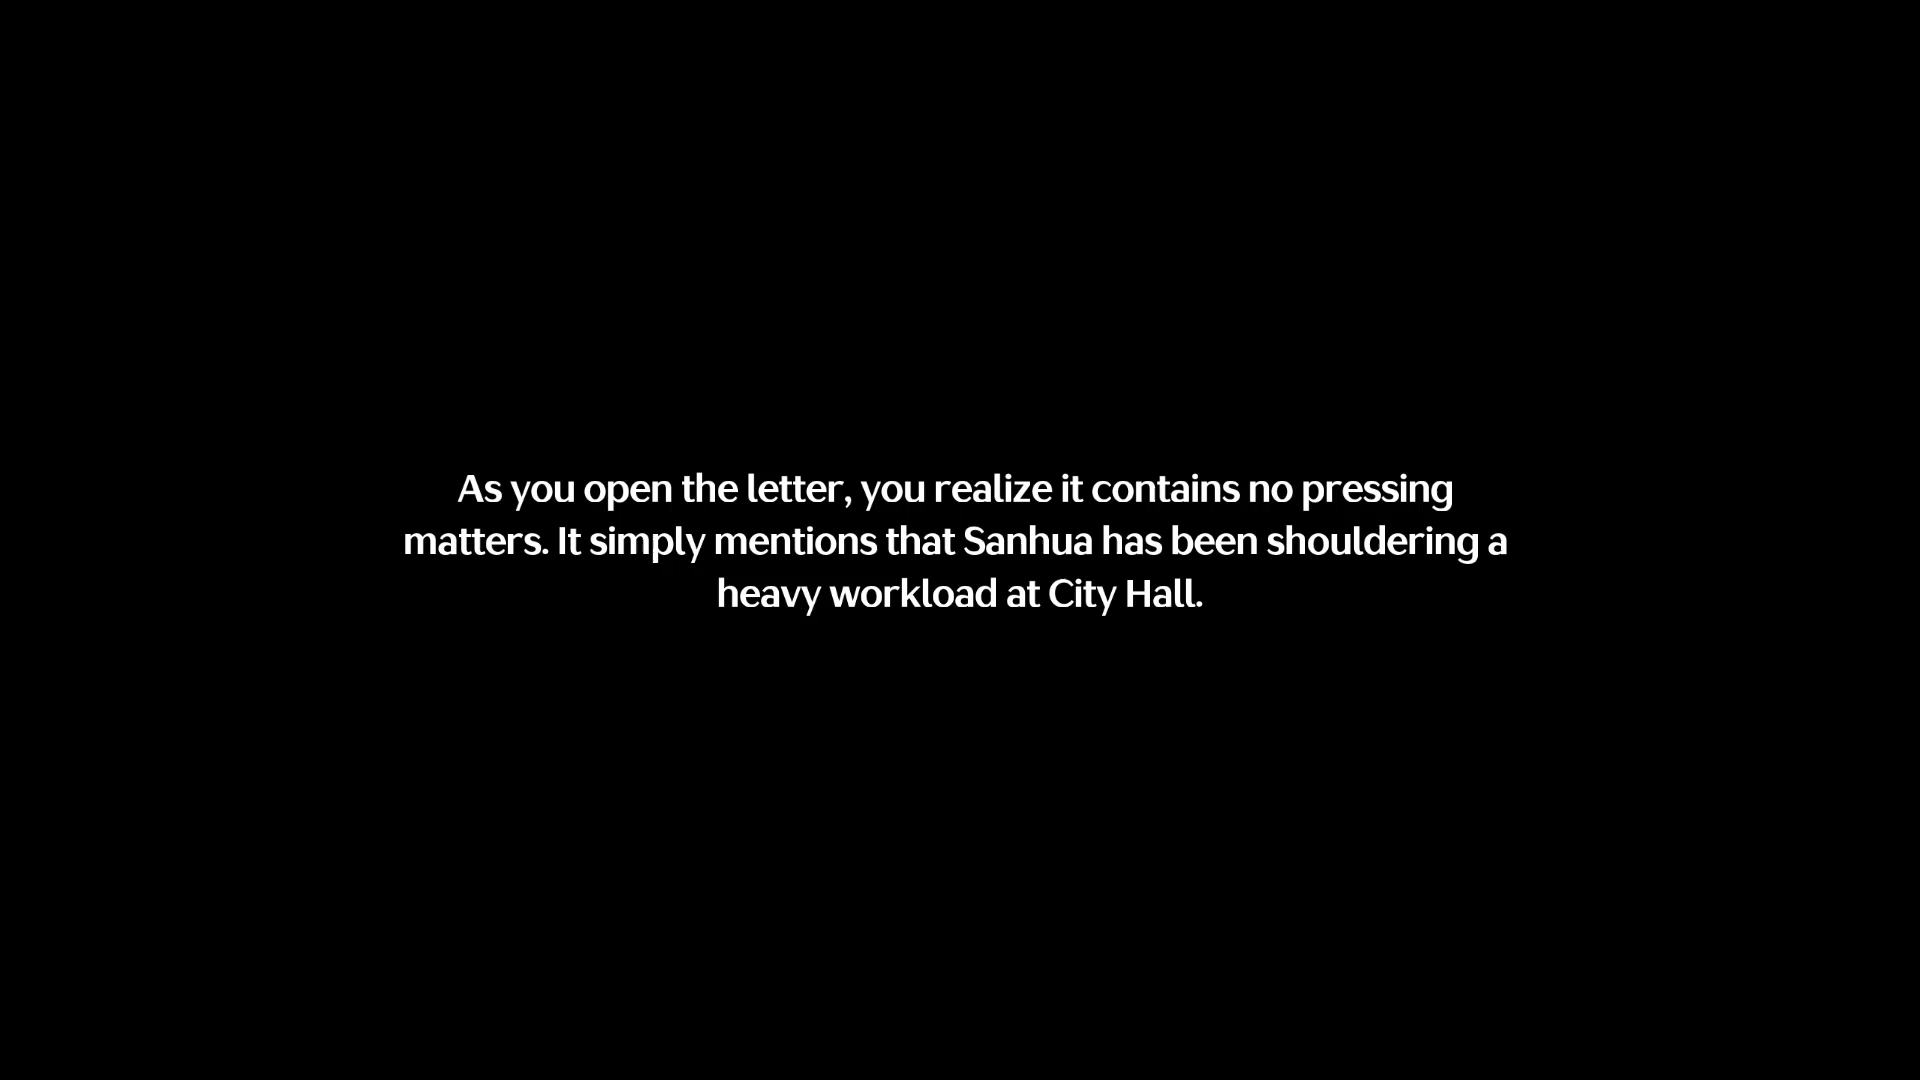 As you open the letter, you realize it contains no pressing
matters. It simply mentions that Sanhua has been shouldering a
heavy workload at City Hall.